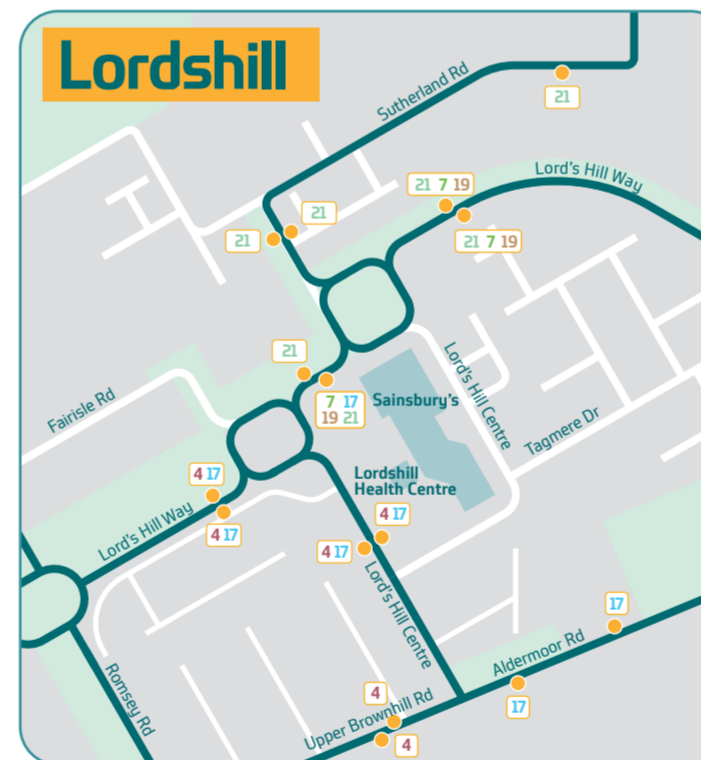 Lordshill
Sutherland Rd
21
21 7 19
Lord's Hill Way
21
21
21 7 19
21
7 17
19 21
Sainsbury's
Lord's Hill Centre
Fairisle Rd
Tagmere Dr
Lordshill
Health Centre
4 17
4 17
Lord's Hill Way
4 17
4 17
Lord's Hill Centre
17
Aldermoor Rd
17
Romsey Rd
4
Upper Brownhill Rd
4